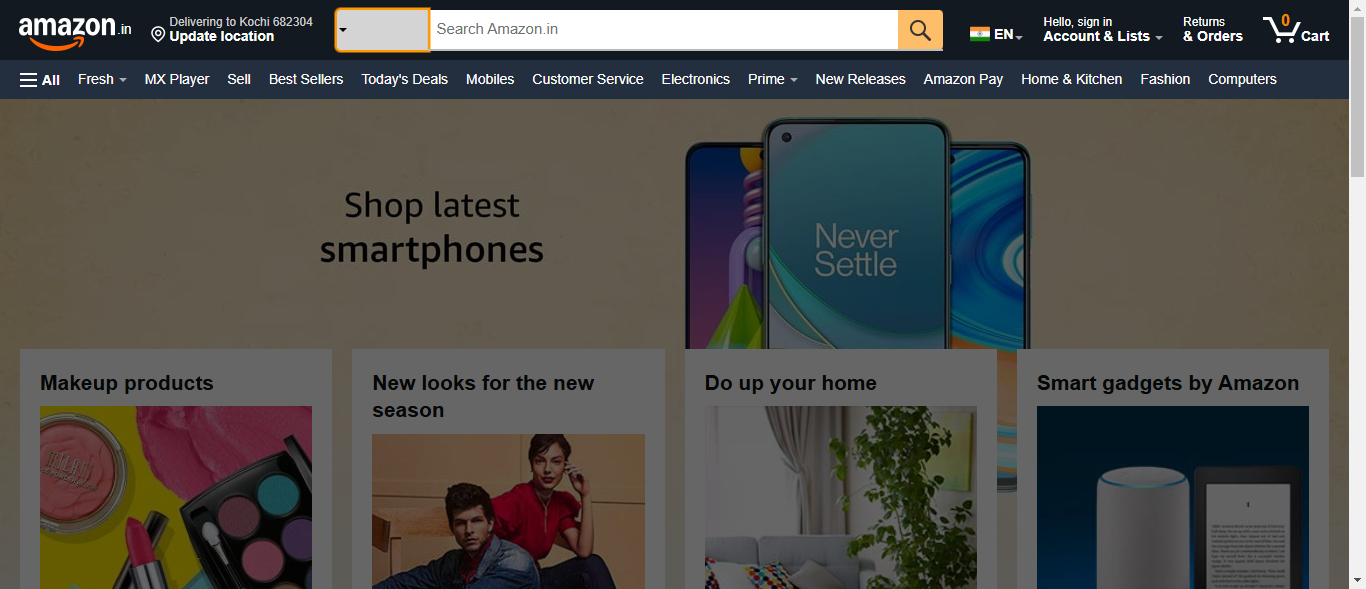 amazon.in
Delivering to Kochi 682304
Update location
Search Amazon.in
EN
Hello, sign in
Account & Lists
Returns
& Orders
0
Cart
All Fresh MX Player Sell Best Sellers Today's Deals Mobiles Customer Service Electronics Prime New Releases Amazon Pay Home & Kitchen Fashion Computers
Shop latest
smartphones
Never
Settle
Makeup products
New looks for the new
season
Do up your home
Smart gadgets by Amazon
MILANI